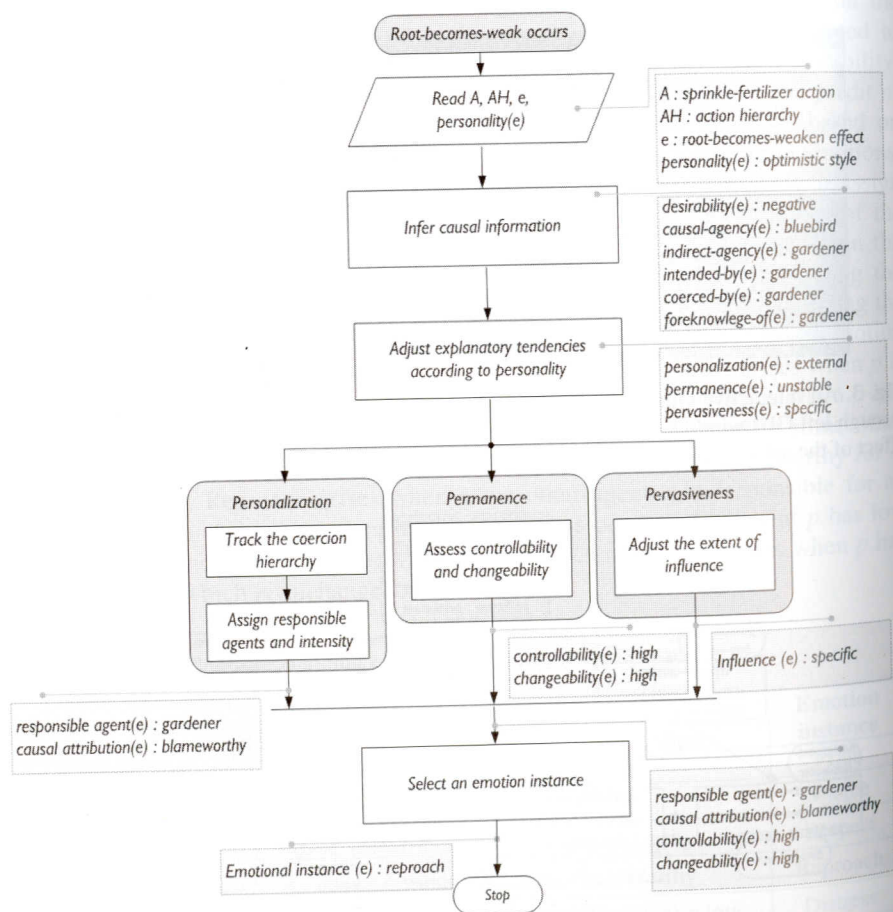 Root-becomes-weak occurs
Read A, AH, e,
personality(e)
A : sprinkle-fertilizer action
AH : action hierarchy
e : root-becomes-weaken effect
personality(e) : optimistic style
Infer causal information
desirability(e) : negative
causal-agency(e) : bluebird
indirect-agency(e) : gardener
intended-by(e) : gardener
coerced-by(e) : gardener
foreknowlege-of(e) : gardener
Adjust explanatory tendencies
according to personality
personalization(e) : external
permanence(e) : unstable
pervasiveness(e) : specific
Personalization
Track the coercion
hierarchy
Assign responsible
agents and intensity
Permanence
Assess controllability
and changeability
Pervasiveness
Adjust the extent of
influence
controllability(e) : high
changeability(e) : high
Influence (e) : specific
responsible agent(e) : gardener
causal attribution(e) : blameworthy
Select an emotion instance
responsible agent(e) : gardener
causal attribution(e) : blameworthy
controllability(e) : high
changeability(e) : high
Emotional instance (e) : reproach
Stop